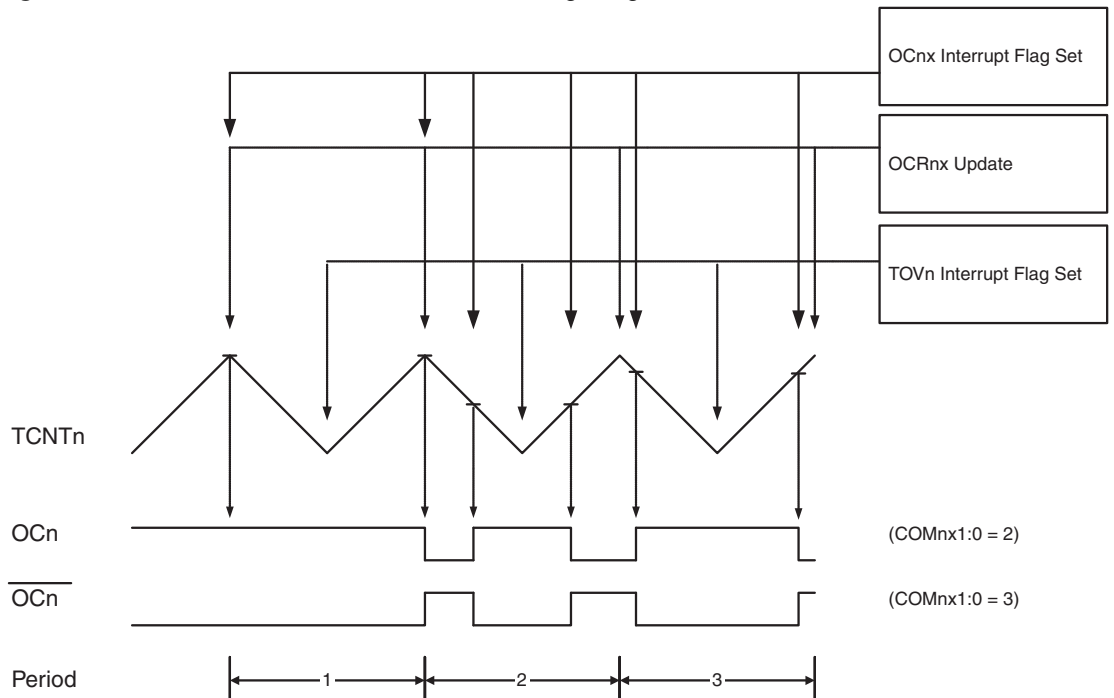 OCnx Interrupt Flag Set
OCRnx Update
TOVn Interrupt Flag Set
TCNTn
OCn
(COMnx1:0 = 2)
OCn
(COMnx1:0 = 3)
Period
1
2
3